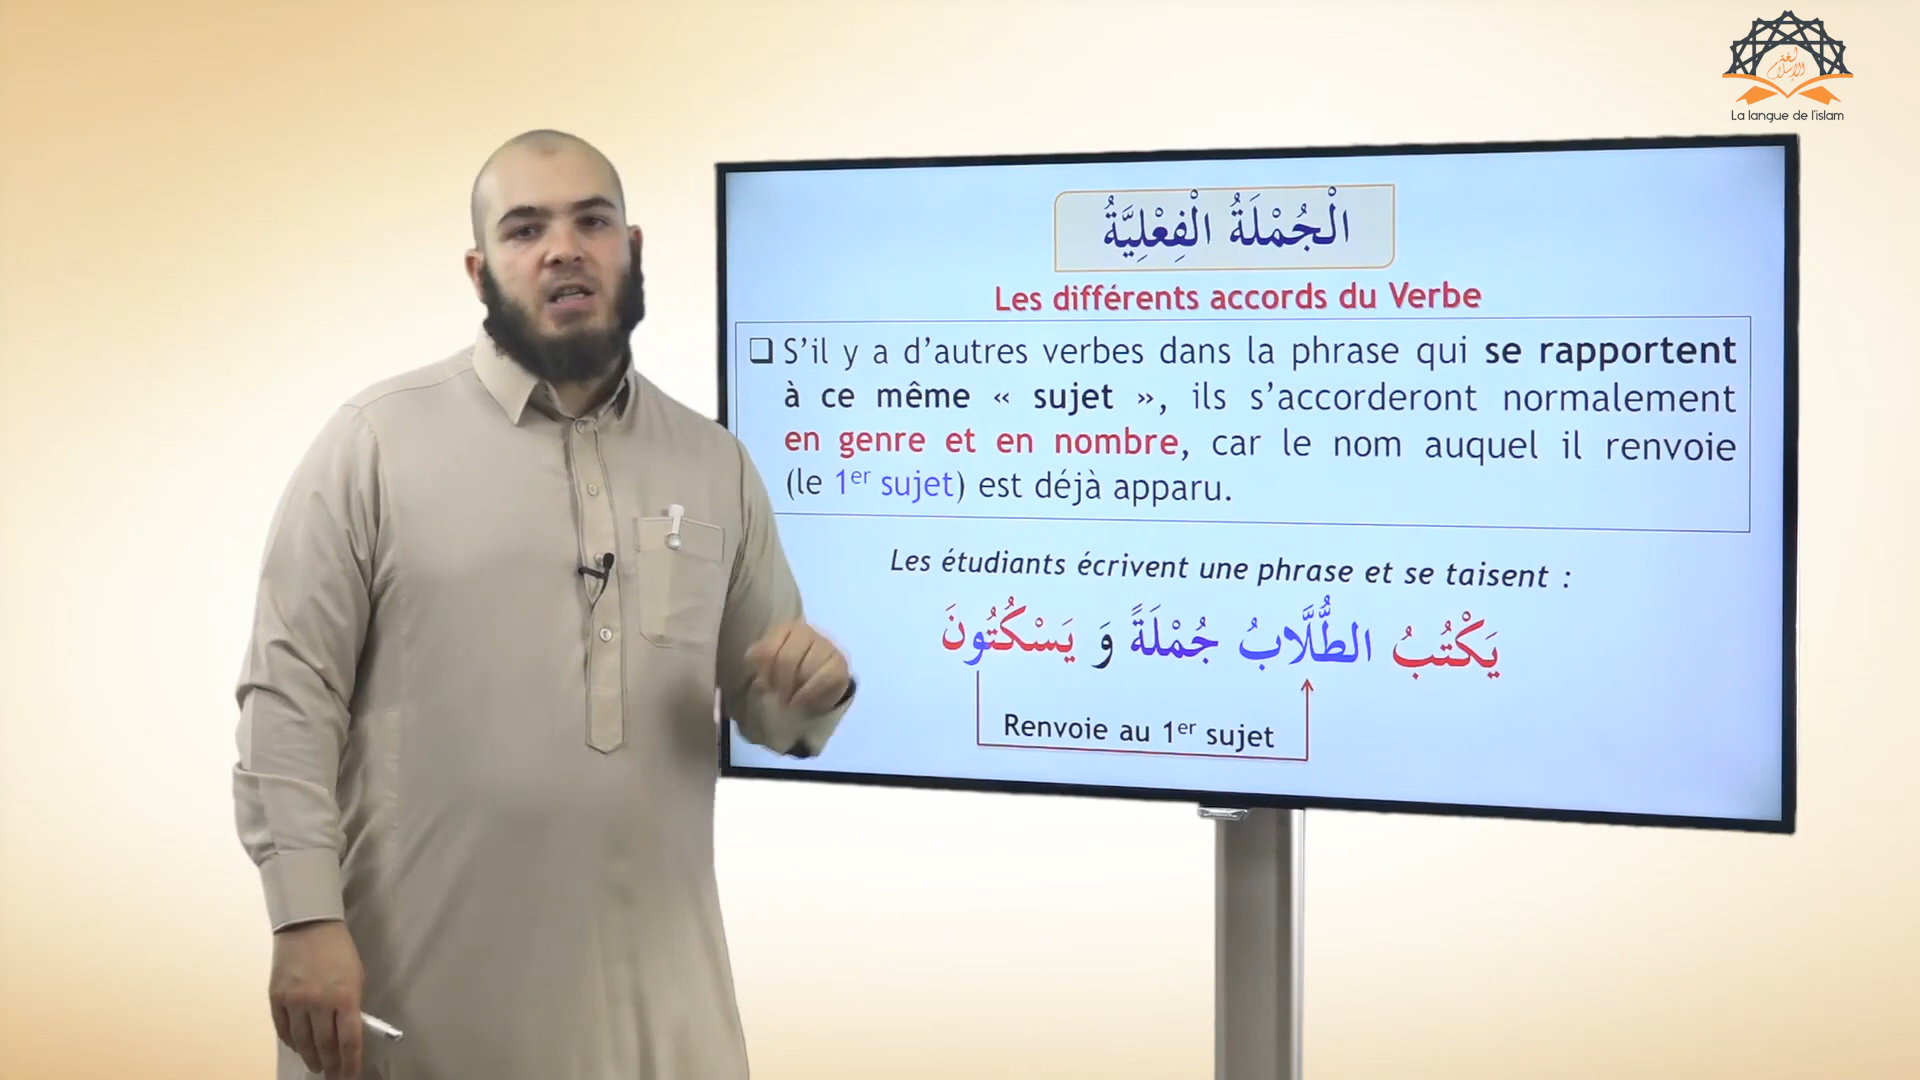 لغة الإسلام
La langue de l'islam
الْجُمْلَةُ الْفِعْلِيَّةُ
Les différents accords du Verbe
❑ S'il y a d'autres verbes dans la phrase qui se rapportent
à ce même « sujet », ils s'accorderont normalement
en genre et en nombre, car le nom auquel il renvoie
(le 1er sujet) est déjà apparu.
Les étudiants écrivent une phrase et se taisent :
يَكْتُبُ الطُّلَّابُ جُمْلَةً وَ يَسْكُتُونَ
Renvoie au 1er sujet